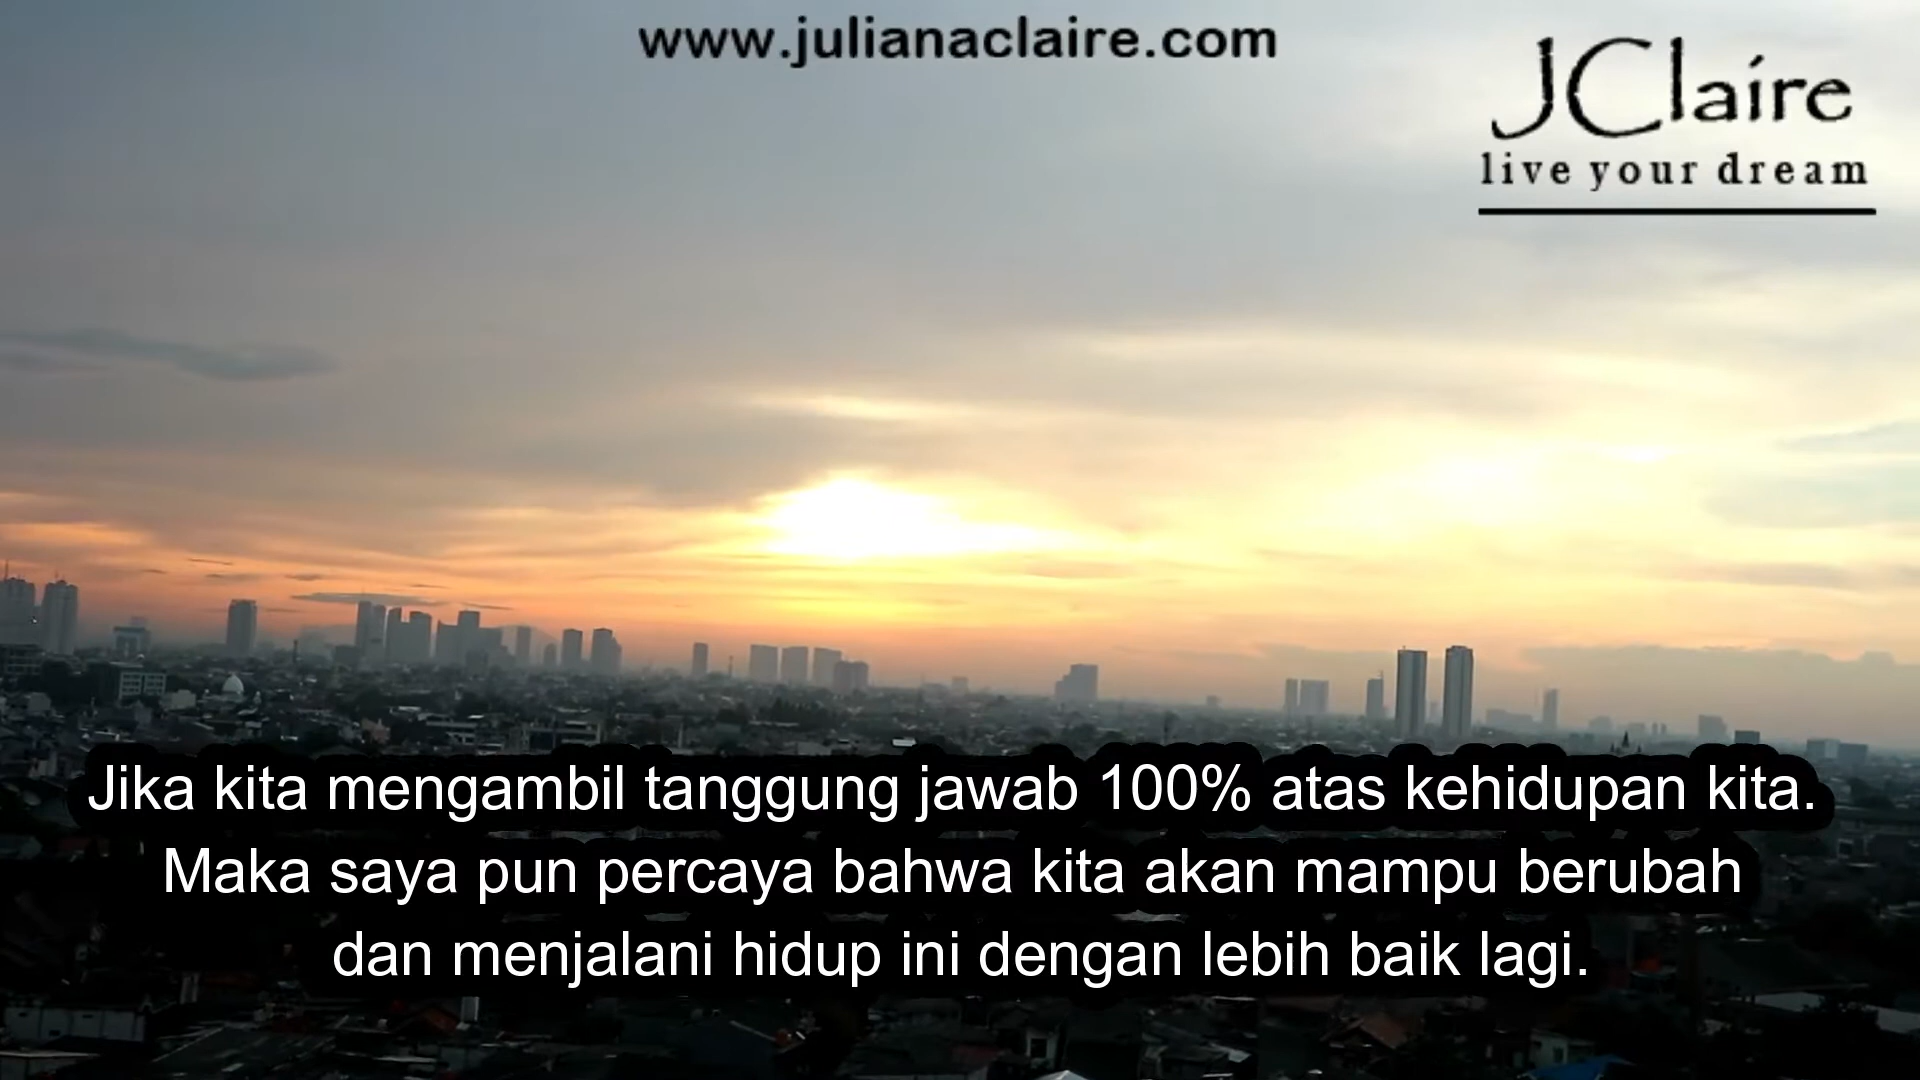 www.julianaclaire.com
JClaire
live your dream
Jika kita mengambil tanggung jawab 100% atas kehidupan kita.
Maka saya pun percaya bahwa kita akan mampu berubah
dan menjalani hidup ini dengan lebih baik lagi.